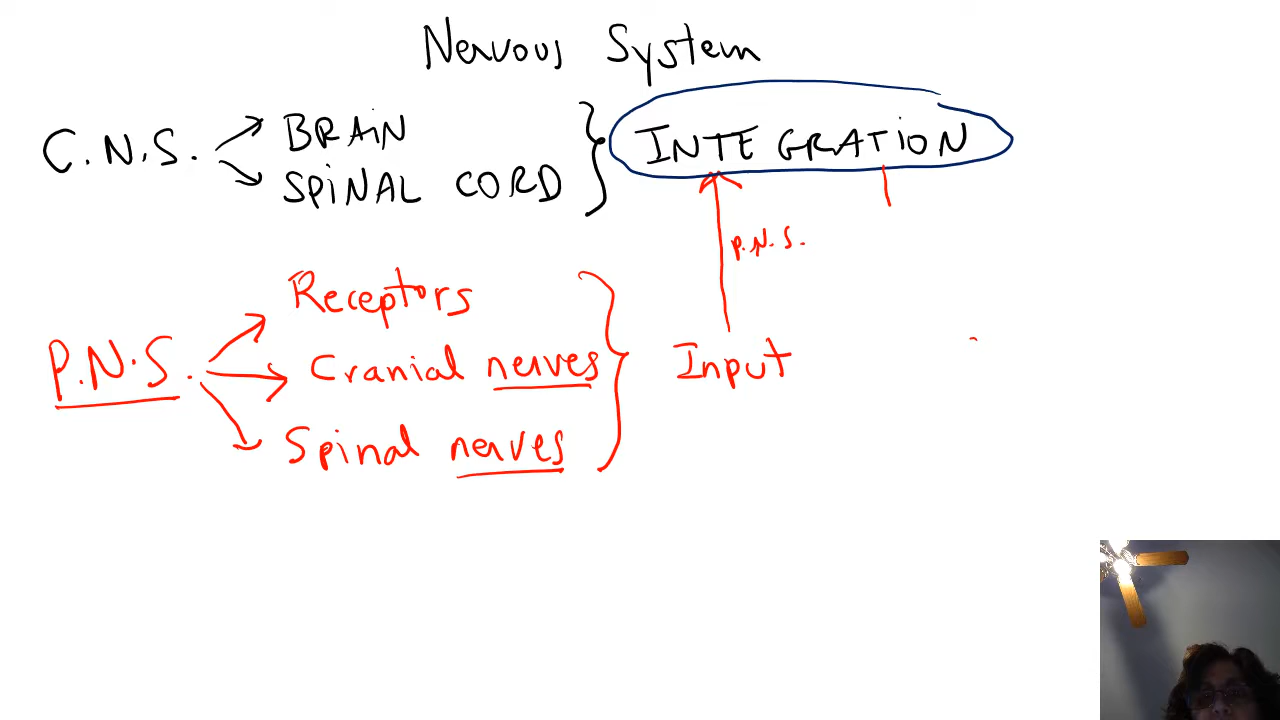 Nervous System
C.N.S. BRAIN
SPINAL CORD
INTEGRATION
P.N.S.
P.N.S. Receptors
Cranial nerves
Spinal nerves
Input